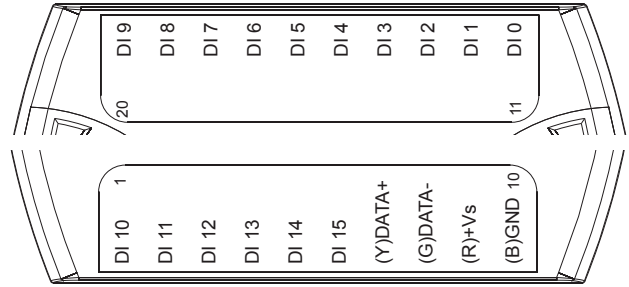 DI 9
DI 8
DI 7
DI 6
DI 5
DI 4
DI 3
DI 2
DI 1
DI 0
20
11
1
10
DI 10
DI 11
DI 12
DI 13
DI 14
DI 15
(Y)DATA+
(G)DATA-
(R)+Vs
(B)GND